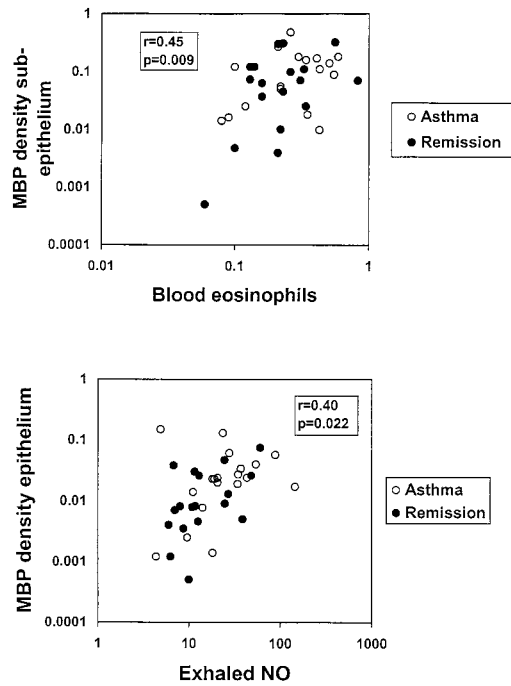 MBP density sub-
epithelium
1
0.1
0.01
0.001
0.0001
r=0.45
p=0.009
0.01
0.1
1
Blood eosinophils
Asthma
Remission
MBP density epithelium
1
0.1
0.01
0.001
0.0001
r=0.40
p=0.022
1
10
100
1000
Exhaled NO
Asthma
Remission